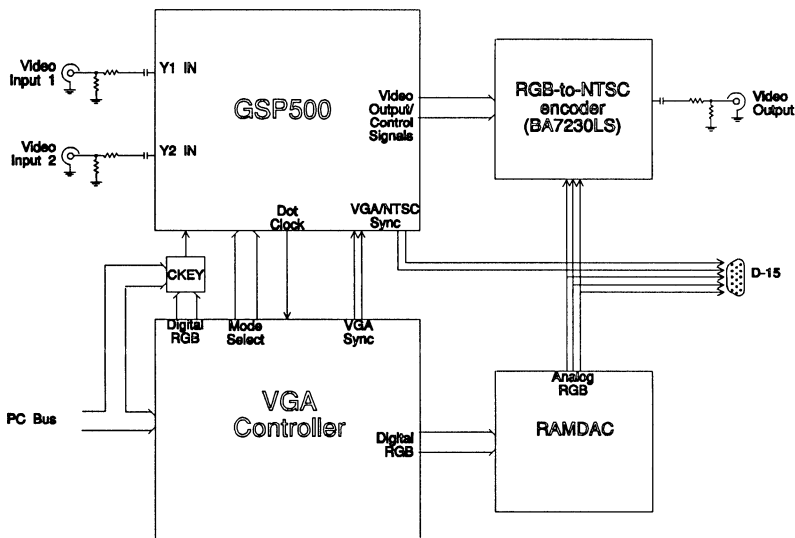 Video
Input 1
Y1 IN
GSP500
Video
Output/
Control
Signals
RGB-to-NTSC
encoder
(BA7230LS)
Video
Output
Video
Input 2
Y2 IN
Dot
Clock
VGA/NTSC
Sync
CKEY
D-15
Digital
RGB
Mode
Select
VGA
Sync
Analog
RGB
PC Bus
VGA
Controller
Digital
RGB
RAMDAC